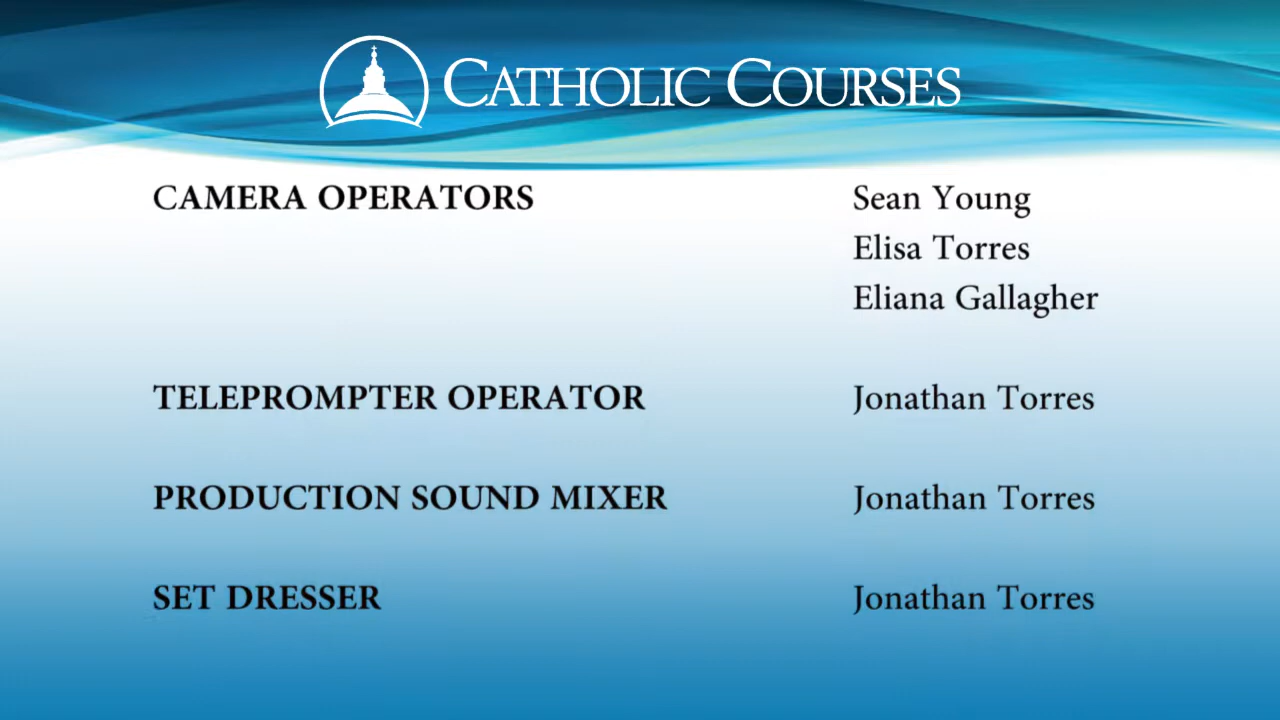 CATHOLIC COURSES
CAMERA OPERATORS Sean Young
Elisa Torres
Eliana Gallagher
TELEPROMPTER OPERATOR Jonathan Torres
PRODUCTION SOUND MIXER Jonathan Torres
SET DRESSER Jonathan Torres